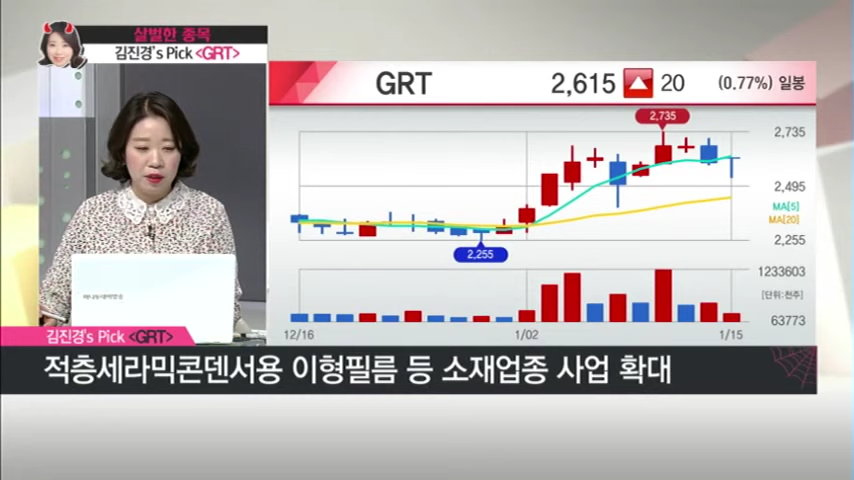 살벌한 종목
김진경's Pick <GRT>
GRT 2,615 ▲ 20 (0.77%) 일봉
2,735
2,735
2,495
MA[5]
MA[20]
2,255
2,255
1233603
[단위:천주]
63773
12/16 1/02 1/15
김진경's Pick <GRT>
적층세라믹콘덴서용 이형필름 등 소재업종 사업 확대